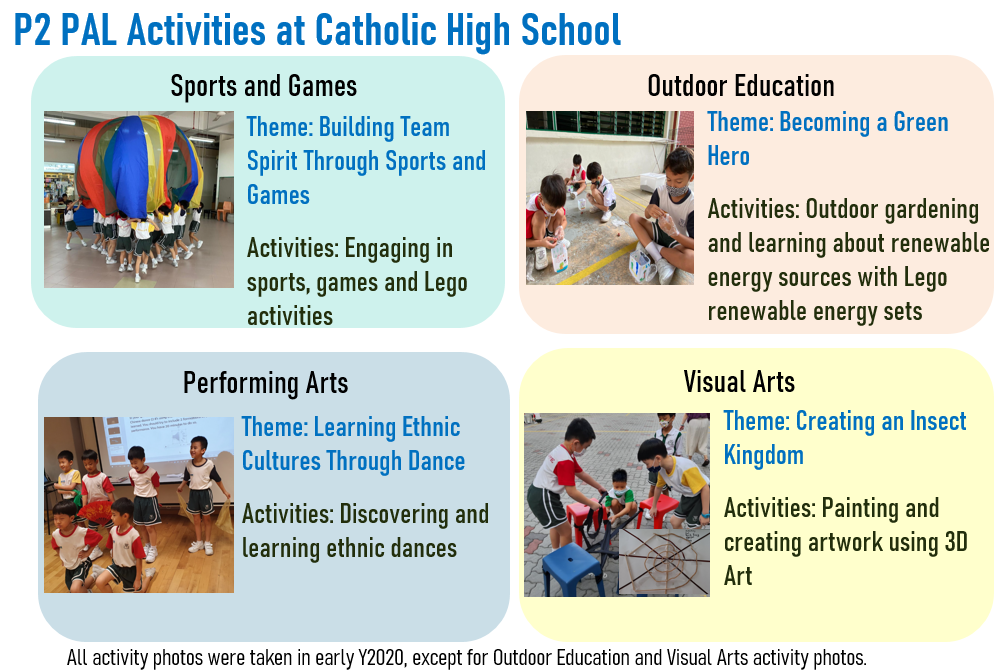 P2 PAL Activities at Catholic High School
Sports and Games
Theme: Building Team
Spirit Through Sports and
Games
Activities: Engaging in
sports, games and Lego
activities
Outdoor Education
Theme: Becoming a Green
Hero
Activities: Outdoor gardening
and learning about renewable
energy sources with Lego
renewable energy sets
Performing Arts
Theme: Learning Ethnic
Cultures Through Dance
Activities: Discovering and
learning ethnic dances
Visual Arts
Theme: Creating an Insect
Kingdom
Activities: Painting and
creating artwork using 3D
Art
All activity photos were taken in early Y2020, except for Outdoor Education and Visual Arts activity photos.